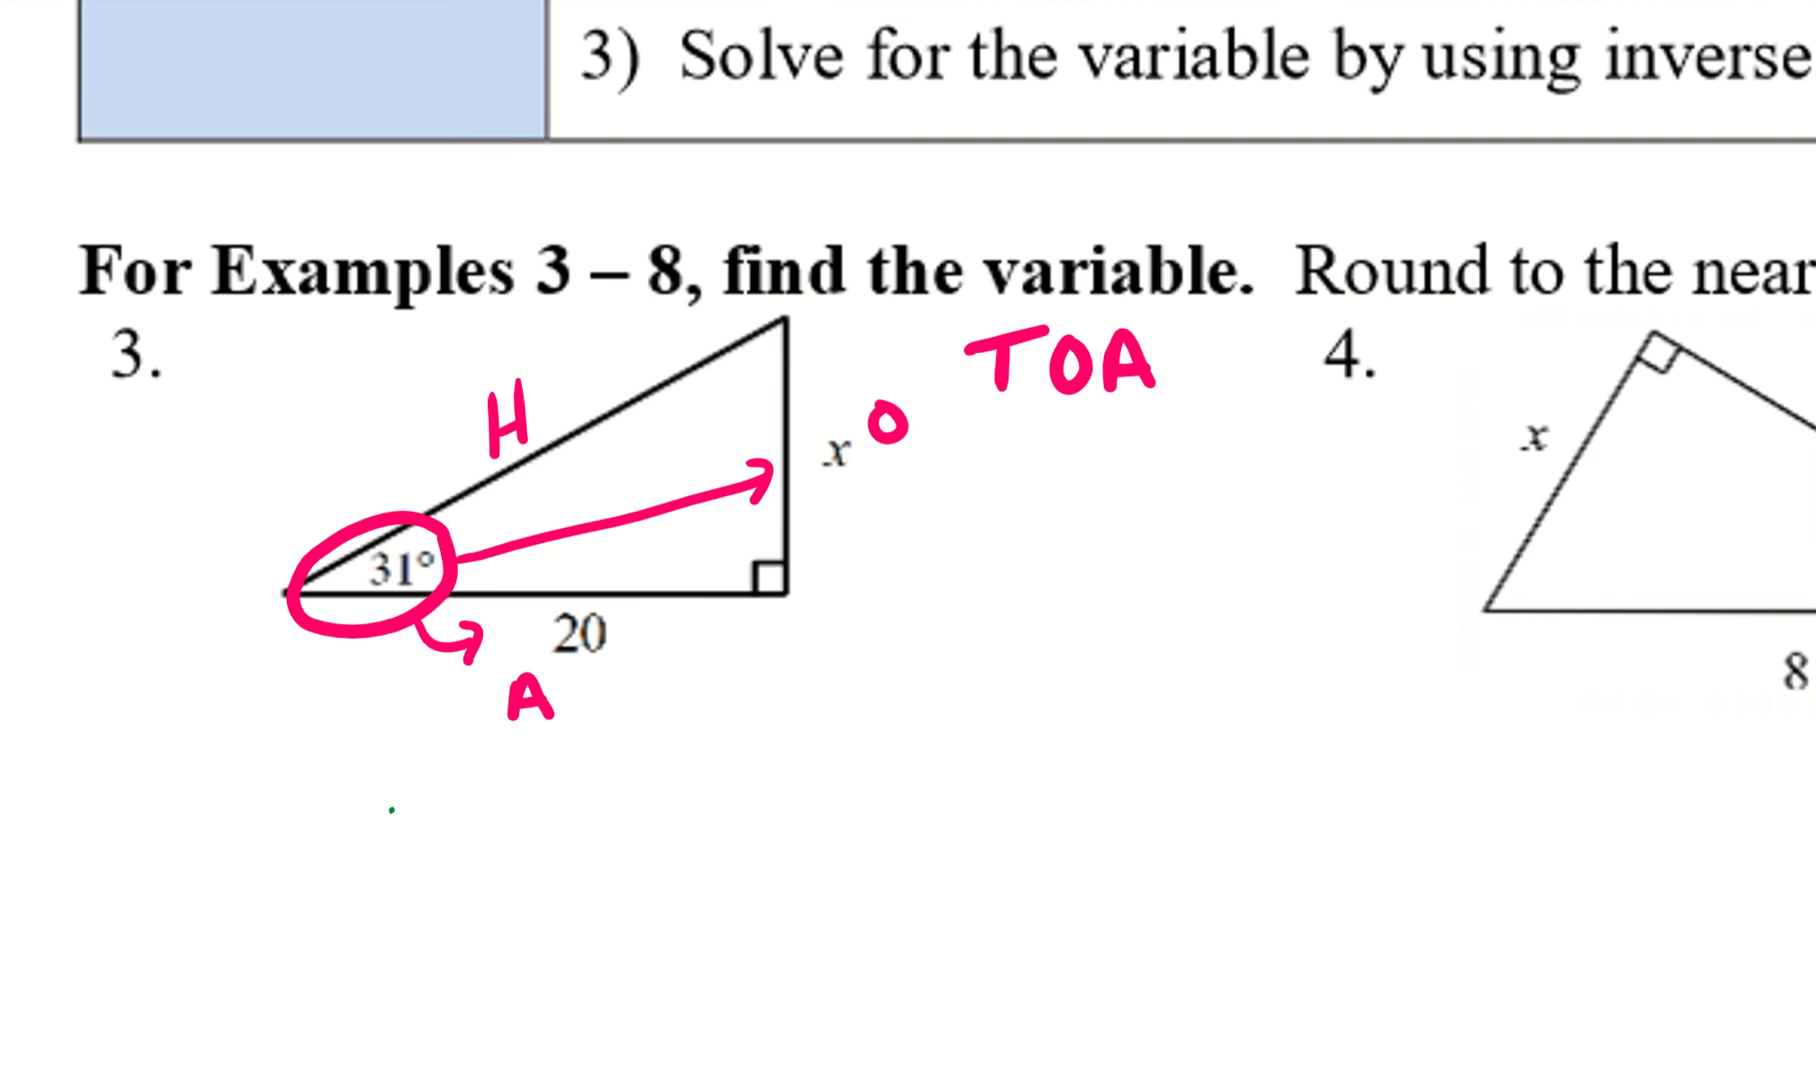 3) Solve for the variable by using inverse
For Examples 3 – 8, find the variable. Round to the near
3.
H
x
O
TOA
31°
20
A
4.
x
8